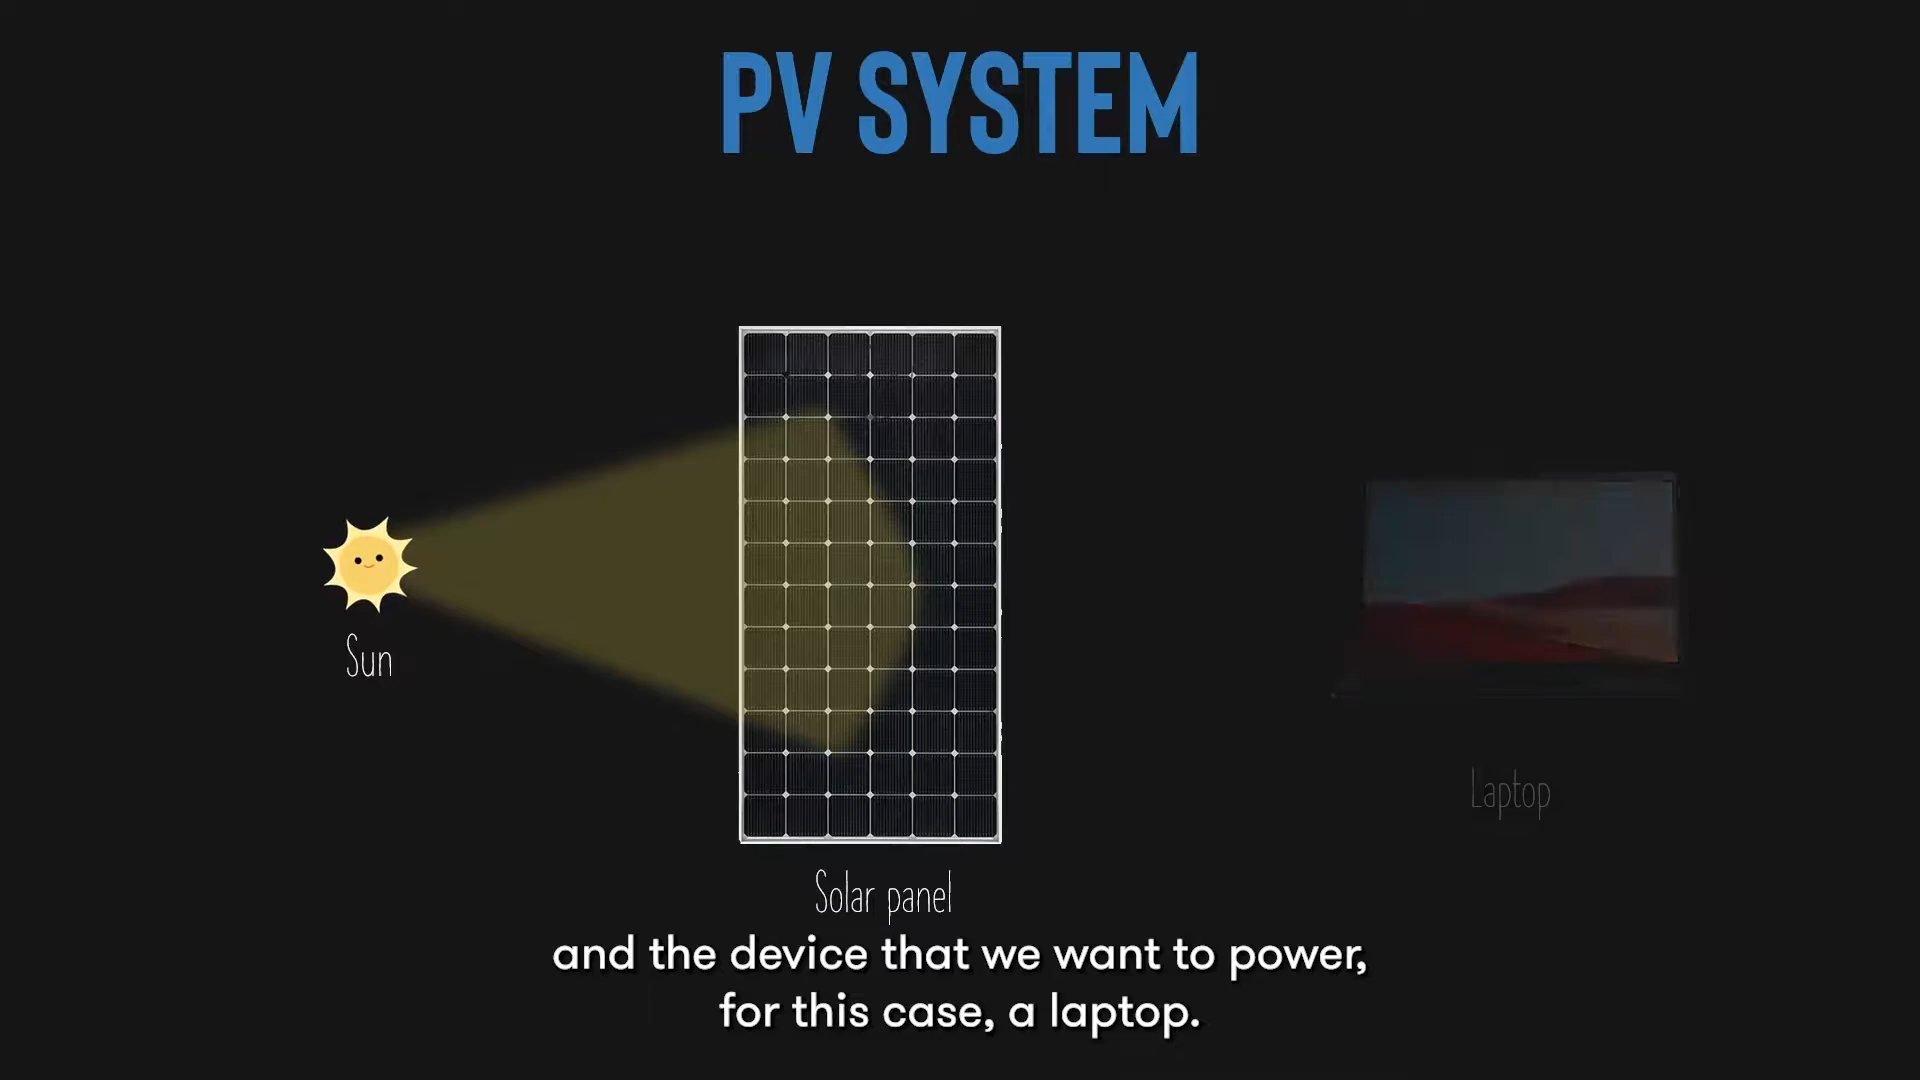 PV SYSTEM
Sun
Laptop
Solar panel
and the device that we want to power,
for this case, a laptop.